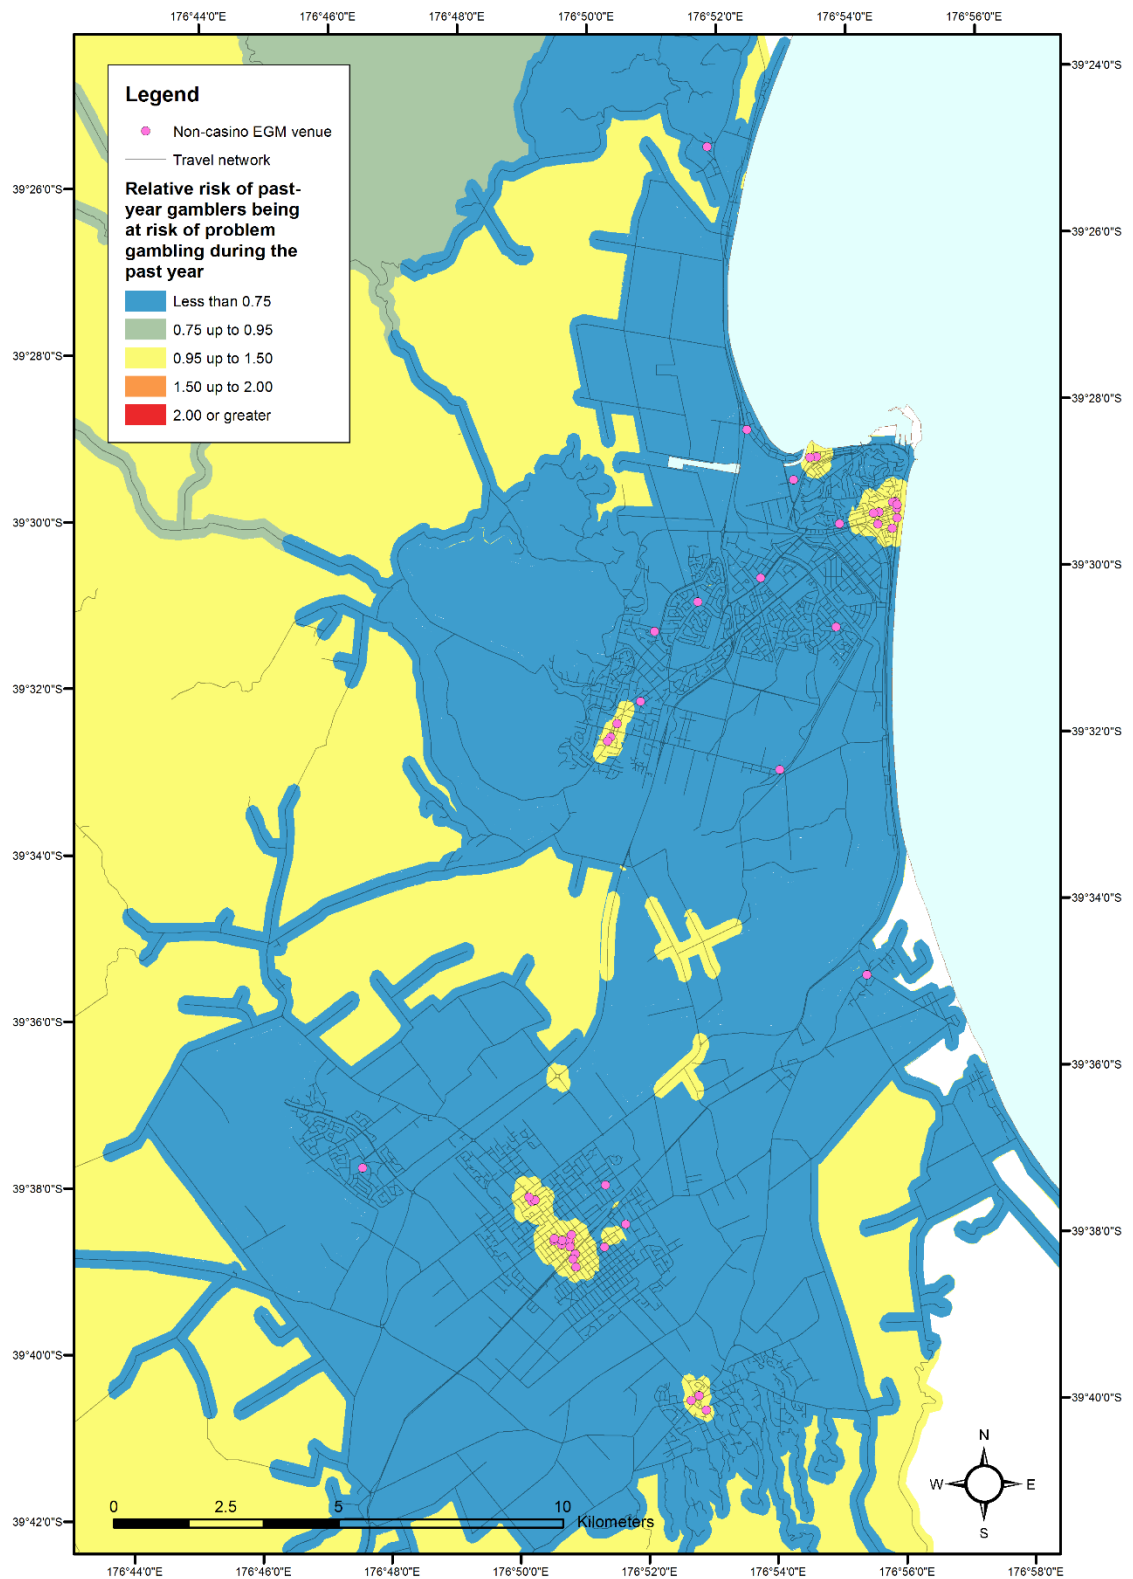 176°44'0"E 176°46'0"E 176°48'0"E 176°50'0"E 176°52'0"E 176°54'0"E 176°56'0"E
39°24'0"S
39°26'0"S
39°28'0"S
39°30'0"S
39°32'0"S
39°34'0"S
39°36'0"S
39°38'0"S
39°40'0"S
39°42'0"S
Legend
Non-casino EGM venue
Travel network
Relative risk of past-
year gamblers being
at risk of problem
gambling during the
past year
Less than 0.75
0.75 up to 0.95
0.95 up to 1.50
1.50 up to 2.00
2.00 or greater
39°24'0"S
39°26'0"S
39°28'0"S
39°30'0"S
39°32'0"S
39°34'0"S
39°36'0"S
39°38'0"S
39°40'0"S
N
W E
S
0 2.5 5 10
Kilometers
176°44'0"E 176°46'0"E 176°48'0"E 176°50'0"E 176°52'0"E 176°54'0"E 176°56'0"E 176°58'0"E